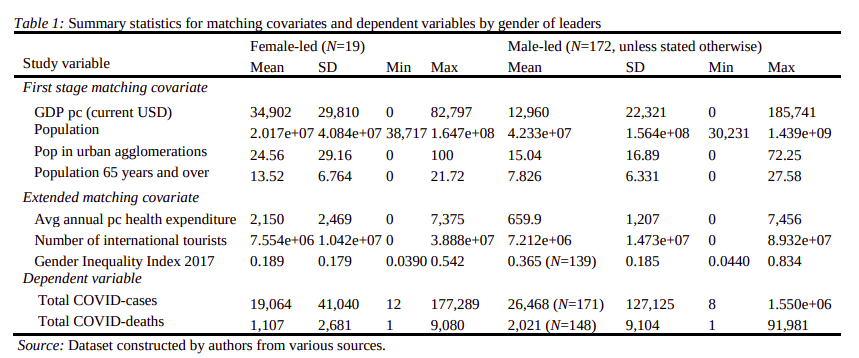 Table 1: Summary statistics for matching covariates and dependent variables by gender of leaders
Female-led (N=19) Male-led (N=172, unless stated otherwise)
Study variable Mean SD Min Max Mean SD Min Max
First stage matching covariate
GDP pc (current USD) 34,902 29,810 0 82,797 12,960 22,321 0 185,741
Population 2.017e+07 4.084e+07 38,717 1.647e+08 4.233e+07 1.564e+08 30,231 1.439e+09
Pop in urban agglomerations 24.56 29.16 0 100 15.04 16.89 0 72.25
Population 65 years and over 13.52 6.764 0 21.72 7.826 6.331 0 27.58
Extended matching covariate
Avg annual pc health expenditure 2,150 2,469 0 7,375 659.9 1,207 0 7,456
Number of international tourists 7.554e+06 1.042e+07 0 3.888e+07 7.212e+06 1.473e+07 0 8.932e+07
Gender Inequality Index 2017 0.189 0.179 0.0390 0.542 0.365 (N=139) 0.185 0.0440 0.834
Dependent variable
Total COVID-cases 19,064 41,040 12 177,289 26,468 (N=171) 127,125 8 1.550e+06
Total COVID-deaths 1,107 2,681 1 9,080 2,021 (N=148) 9,104 1 91,981
Source: Dataset constructed by authors from various sources.